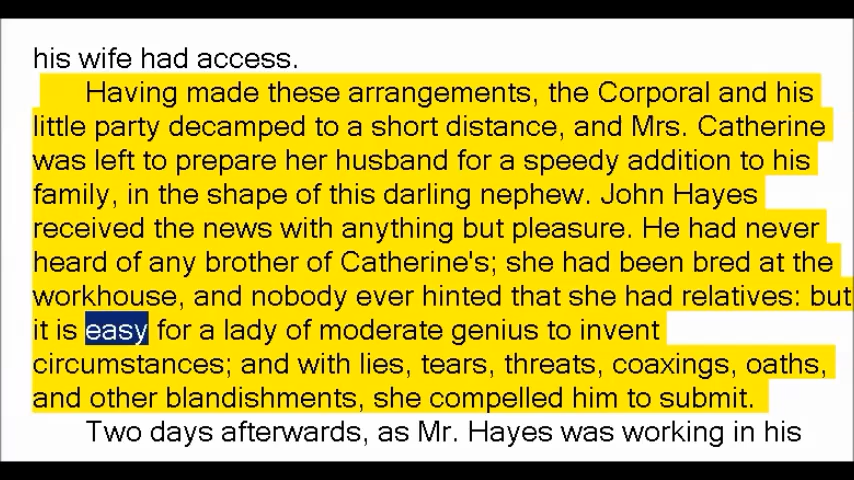 his wife had access.
Having made these arrangements, the Corporal and his
little party decamped to a short distance, and Mrs. Catherine
was left to prepare her husband for a speedy addition to his
family, in the shape of this darling nephew. John Hayes
received the news with anything but pleasure. He had never
heard of any brother of Catherine's; she had been bred at the
workhouse, and nobody ever hinted that she had relatives: but
it is easy for a lady of moderate genius to invent
circumstances; and with lies, tears, threats, coaxings, oaths,
and other blandishments, she compelled him to submit.
Two days afterwards, as Mr. Hayes was working in his